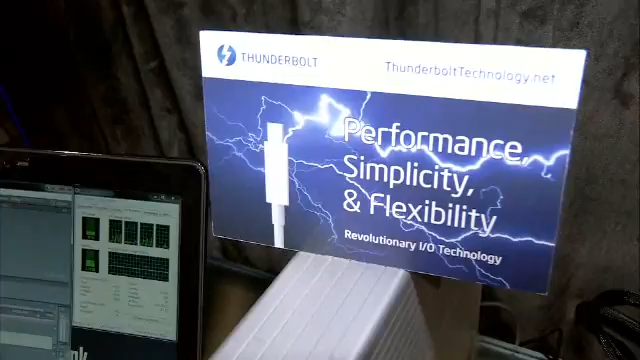 THUNDERBOLT
ThunderboltTechnology.net
Performance,
Simplicity,
& Flexibility
Revolutionary I/O Technology